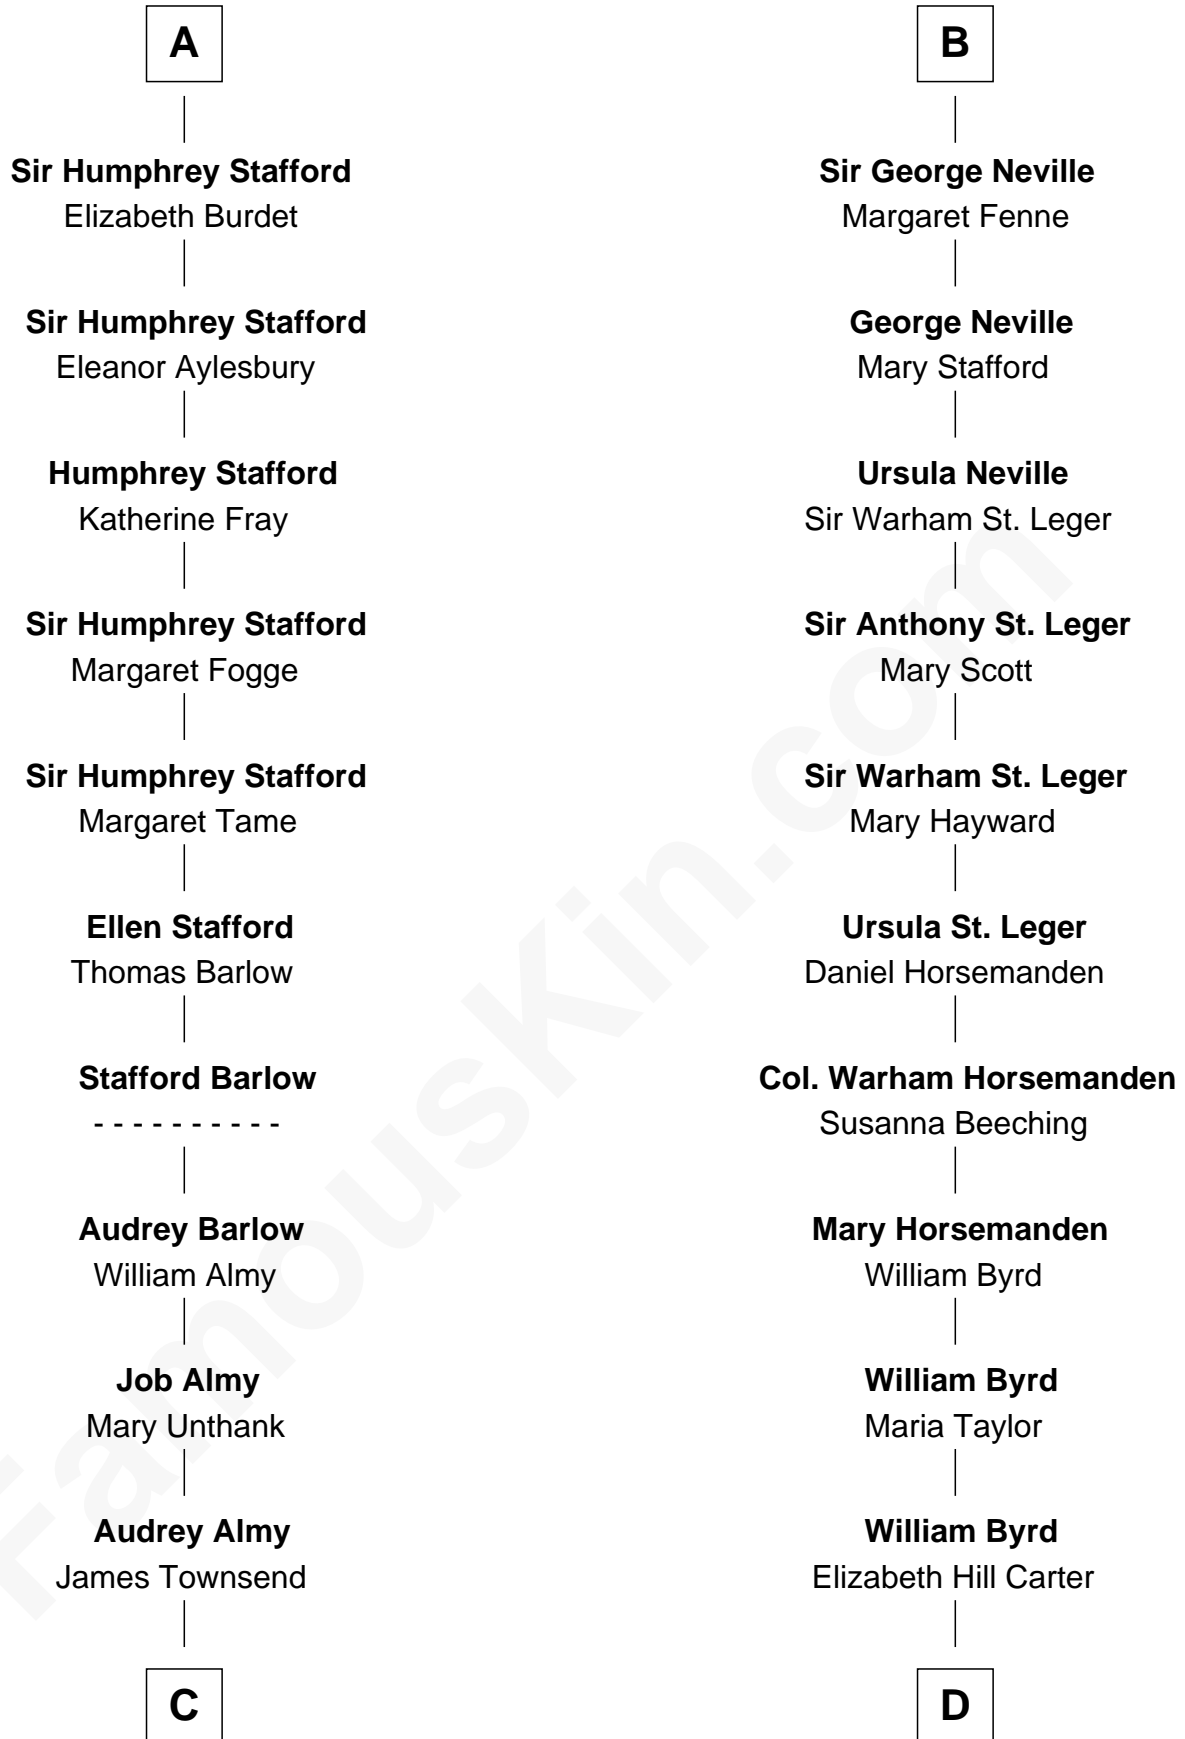 A
Sir Humphrey Stafford
Elizabeth Burdet
Sir Humphrey Stafford
Eleanor Aylesbury
Humphrey Stafford
Katherine Fray
Sir Humphrey Stafford
Margaret Fogge
Sir Humphrey Stafford
Margaret Tame
Ellen Stafford
Thomas Barlow
Stafford Barlow
- - - - - - - - - -
Audrey Barlow
William Almy
Job Almy
Mary Unthank
Audrey Almy
James Townsend
C
B
Sir George Neville
Margaret Fenne
George Neville
Mary Stafford
Ursula Neville
Sir Warham St. Leger
Sir Anthony St. Leger
Mary Scott
Sir Warham St. Leger
Mary Hayward
Ursula St. Leger
Daniel Horsemanden
Col. Warham Horsemanden
Susanna Beeching
Mary Horsemanden
William Byrd
William Byrd
Maria Taylor
William Byrd
Elizabeth Hill Carter
D
FamousKin.com